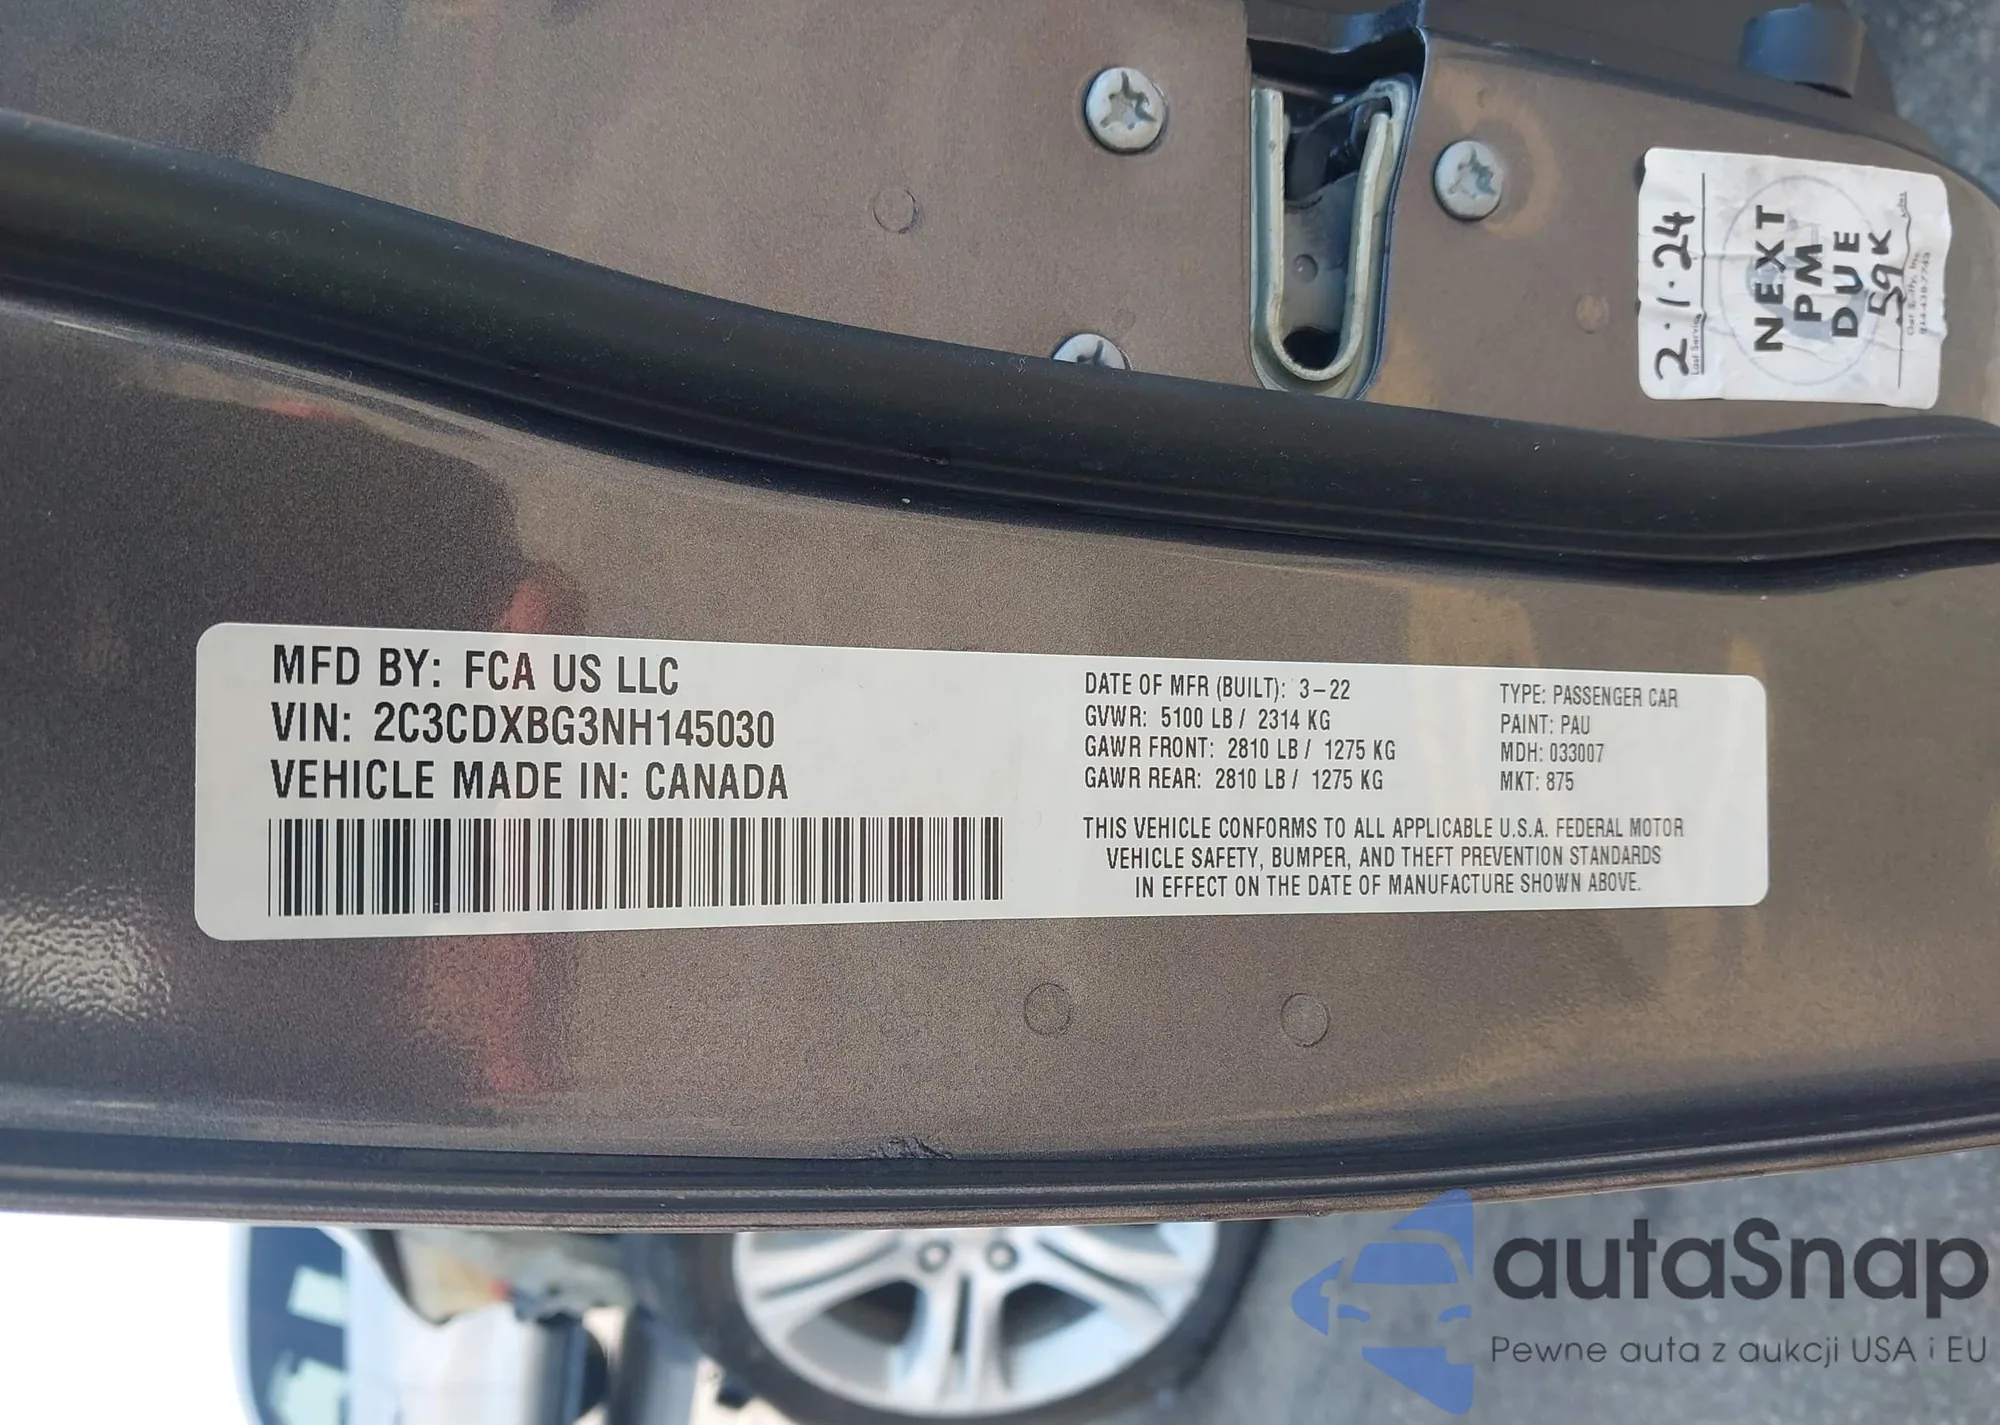 2.1.24
Last Service
NEXT
PM
DUE
59K
MFD BY: FCA US LLC
VIN: 2C3CDXBG3NH145030
VEHICLE MADE IN: CANADA
DATE OF MFR (BUILT): 3-22
GVWR: 5100 LB / 2314 KG
GAWR FRONT: 2810 LB / 1275 KG
GAWR REAR: 2810 LB / 1275 KG
TYPE: PASSENGER CAR
PAINT: PAU
MDH: 033007
MKT: 875
THIS VEHICLE CONFORMS TO ALL APPLICABLE U.S.A. FEDERAL MOTOR
VEHICLE SAFETY, BUMPER, AND THEFT PREVENTION STANDARDS
IN EFFECT ON THE DATE OF MANUFACTURE SHOWN ABOVE.
autaSnap
Pewne auta z aukcji USA i EU